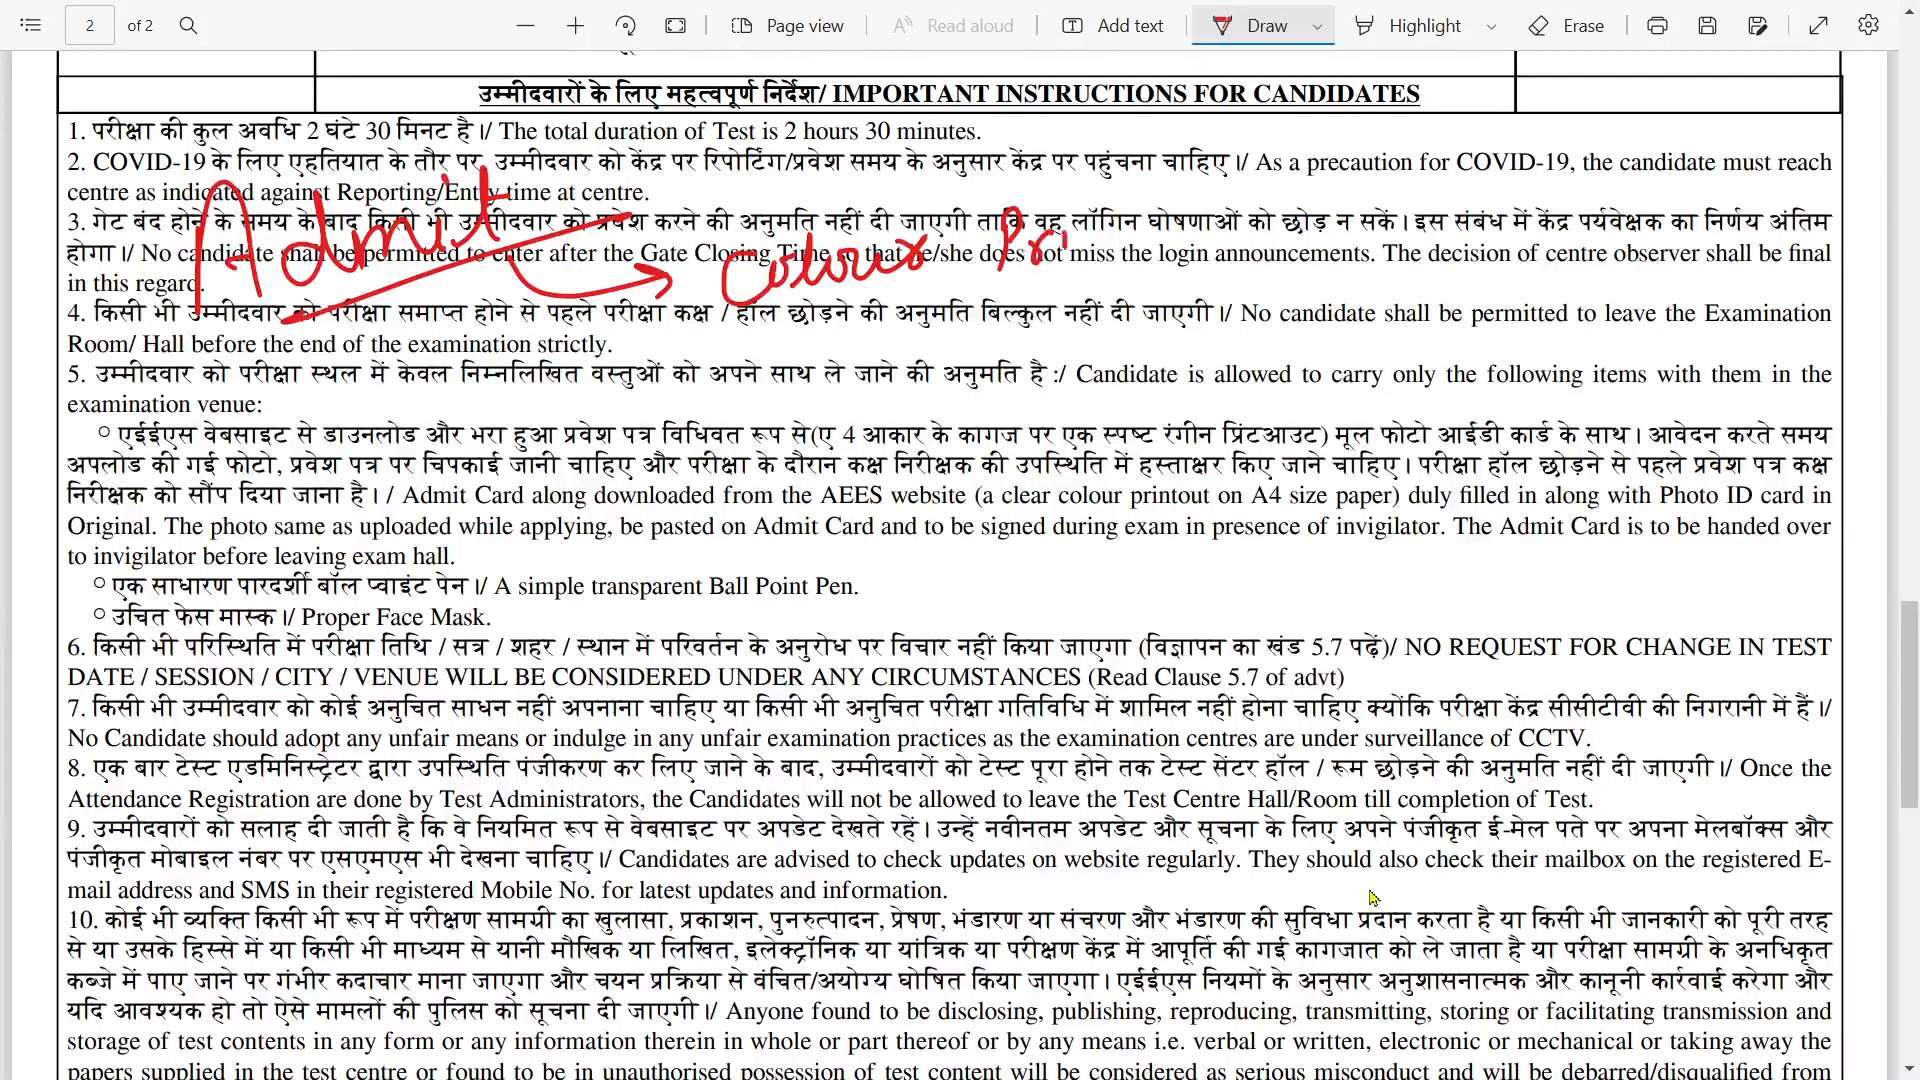 2 of 2 Page view Read aloud Add text Draw Highlight Erase
उम्मीदवारों के लिए महत्वपूर्ण निर्देश/ IMPORTANT INSTRUCTIONS FOR CANDIDATES
1. परीक्षा की कुल अवधि 2 घंटे 30 मिनट है।/ The total duration of Test is 2 hours 30 minutes.
2. COVID-19 के लिए एहतियात के तौर पर, उम्मीदवार को केंद्र पर रिपोर्टिंग/प्रवेश समय के अनुसार केंद्र पर पहुंचना चाहिए।/ As a precaution for COVID-19, the candidate must reach
centre as indicated against Reporting/Entry time at centre.
3. गेट बंद होने के समय के बाद किसी भी उम्मीदवार को प्रवेश करने की अनुमति नहीं दी जाएगी ताकि वह लॉगिन घोषणाओं को छोड़ न सकें। इस संबंध में केंद्र पर्यवेक्षक का निर्णय अंतिम
होगा।/ No candidate shall be permitted to enter after the Gate Closing Time so that he/she does not miss the login announcements. The decision of centre observer shall be final
in this regard.
Admit → Colour Pri
4. किसी भी उम्मीदवार को परीक्षा समाप्त होने से पहले परीक्षा कक्ष / हॉल छोड़ने की अनुमति बिल्कुल नहीं दी जाएगी।/ No candidate shall be permitted to leave the Examination
Room/ Hall before the end of the examination strictly.
5. उम्मीदवार को परीक्षा स्थल में केवल निम्नलिखित वस्तुओं को अपने साथ ले जाने की अनुमति है :/ Candidate is allowed to carry only the following items with them in the
examination venue:
○ एईईएस वेबसाइट से डाउनलोड और भरा हुआ प्रवेश पत्र विधिवत रूप से(ए 4 आकार के कागज पर एक स्पष्ट रंगीन प्रिंटआउट) मूल फोटो आईडी कार्ड के साथ। आवेदन करते समय
अपलोड की गई फोटो, प्रवेश पत्र पर चिपकाई जानी चाहिए और परीक्षा के दौरान कक्ष निरीक्षक की उपस्थिति में हस्ताक्षर किए जाने चाहिए। परीक्षा हॉल छोड़ने से पहले प्रवेश पत्र कक्ष
निरीक्षक को सौंप दिया जाना है। / Admit Card along downloaded from the AEES website (a clear colour printout on A4 size paper) duly filled in along with Photo ID card in
Original. The photo same as uploaded while applying, be pasted on Admit Card and to be signed during exam in presence of invigilator. The Admit Card is to be handed over
to invigilator before leaving exam hall.
○ एक साधारण पारदर्शी बॉल प्वाइंट पेन।/ A simple transparent Ball Point Pen.
○ उचित फेस मास्क।/ Proper Face Mask.
6. किसी भी परिस्थिति में परीक्षा तिथि / सत्र / शहर / स्थान में परिवर्तन के अनुरोध पर विचार नहीं किया जाएगा (विज्ञापन का खंड 5.7 पढ़ें)/ NO REQUEST FOR CHANGE IN TEST
DATE / SESSION / CITY / VENUE WILL BE CONSIDERED UNDER ANY CIRCUMSTANCES (Read Clause 5.7 of advt)
7. किसी भी उम्मीदवार को कोई अनुचित साधन नहीं अपनाना चाहिए या किसी भी अनुचित परीक्षा गतिविधि में शामिल नहीं होना चाहिए क्योंकि परीक्षा केंद्र सीसीटीवी की निगरानी में हैं।/
No Candidate should adopt any unfair means or indulge in any unfair examination practices as the examination centres are under surveillance of CCTV.
8. एक बार टेस्ट एडमिनिस्ट्रेटर द्वारा उपस्थिति पंजीकरण कर लिए जाने के बाद, उम्मीदवारों को टेस्ट पूरा होने तक टेस्ट सेंटर हॉल / रूम छोड़ने की अनुमति नहीं दी जाएगी।/ Once the
Attendance Registration are done by Test Administrators, the Candidates will not be allowed to leave the Test Centre Hall/Room till completion of Test.
9. उम्मीदवारों को सलाह दी जाती है कि वे नियमित रूप से वेबसाइट पर अपडेट देखते रहें। उन्हें नवीनतम अपडेट और सूचना के लिए अपने पंजीकृत ई-मेल पते पर अपना मेलबॉक्स और
पंजीकृत मोबाइल नंबर पर एसएमएस भी देखना चाहिए।/ Candidates are advised to check updates on website regularly. They should also check their mailbox on the registered E-
mail address and SMS in their registered Mobile No. for latest updates and information.
10. कोई भी व्यक्ति किसी भी रूप में परीक्षण सामग्री का खुलासा, प्रकाशन, पुनरुत्पादन, प्रेषण, भंडारण या संचरण और भंडारण की सुविधा प्रदान करता है या किसी भी जानकारी को पूरी तरह
से या उसके हिस्से में या किसी भी माध्यम से यानी मौखिक या लिखित, इलेक्ट्रॉनिक या यांत्रिक या परीक्षण केंद्र में आपूर्ति की गई कागजात को ले जाता है या परीक्षा सामग्री के अनधिकृत
कब्जे में पाए जाने पर गंभीर कदाचार माना जाएगा और चयन प्रक्रिया से वंचित/अयोग्य घोषित किया जाएगा। एईईएस नियमों के अनुसार अनुशासनात्मक और कानूनी कार्रवाई करेगा और
यदि आवश्यक हो तो ऐसे मामलों की पुलिस को सूचना दी जाएगी।/ Anyone found to be disclosing, publishing, reproducing, transmitting, storing or facilitating transmission and
storage of test contents in any form or any information therein in whole or part thereof or by any means i.e. verbal or written, electronic or mechanical or taking away the
papers supplied in the test centre or found to be in unauthorised possession of test content will be considered as serious misconduct and will be debarred/disqualified from